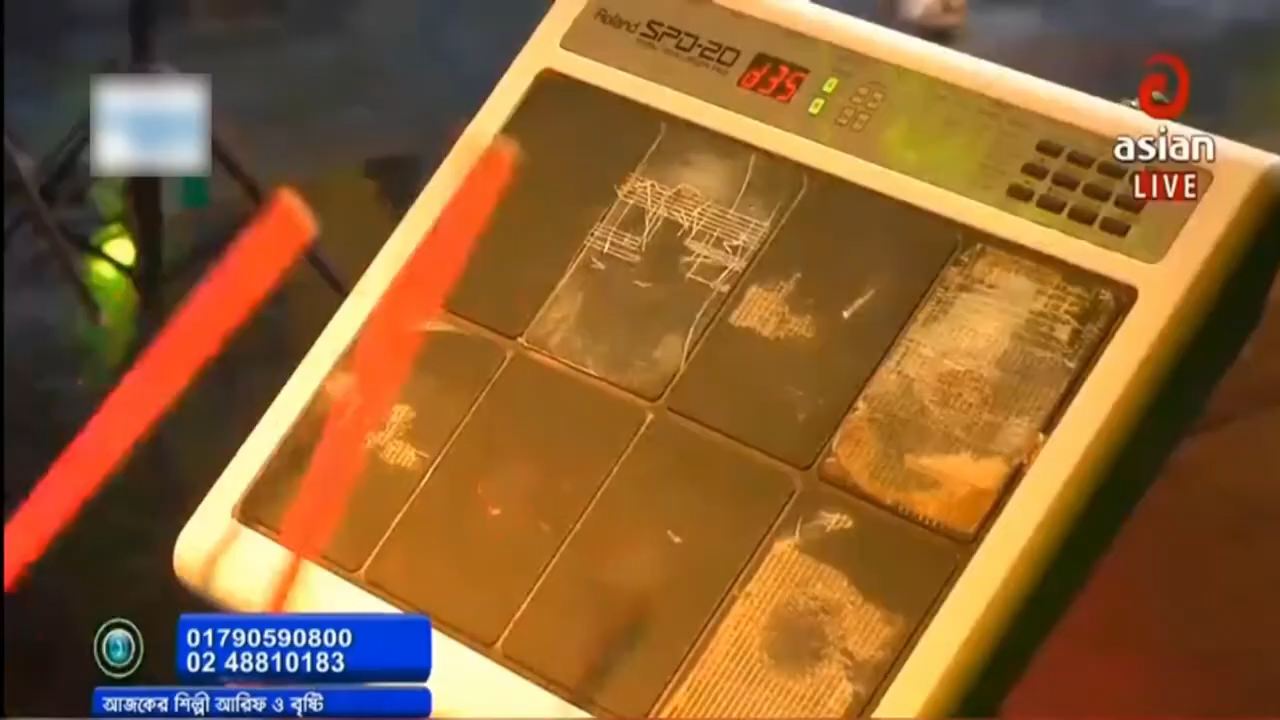 Roland SPD-20
d35
asian
LIVE
01790590800
02 48810183
আজকের শিল্পী আরিফ ও বৃষ্টি